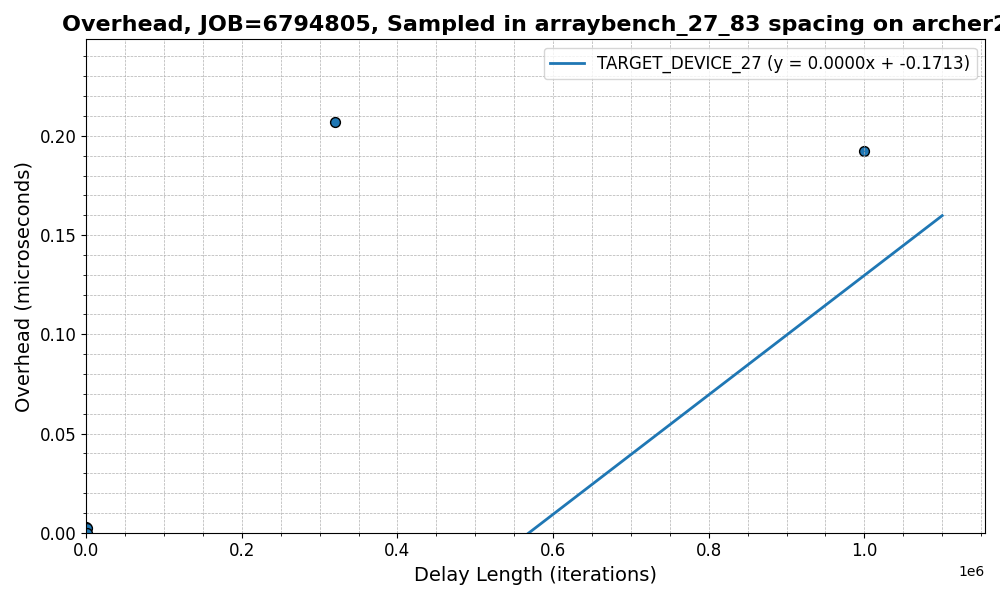 Overhead, JOB=6794805, Sampled in arraybench_27_83 spacing on archer2
TARGET_DEVICE_27 (y = 0.0000x + -0.1713)
Overhead (microseconds)
0.20
0.15
0.10
0.05
0.00
0.0 0.2 0.4 0.6 0.8 1.0
1e6
Delay Length (iterations)